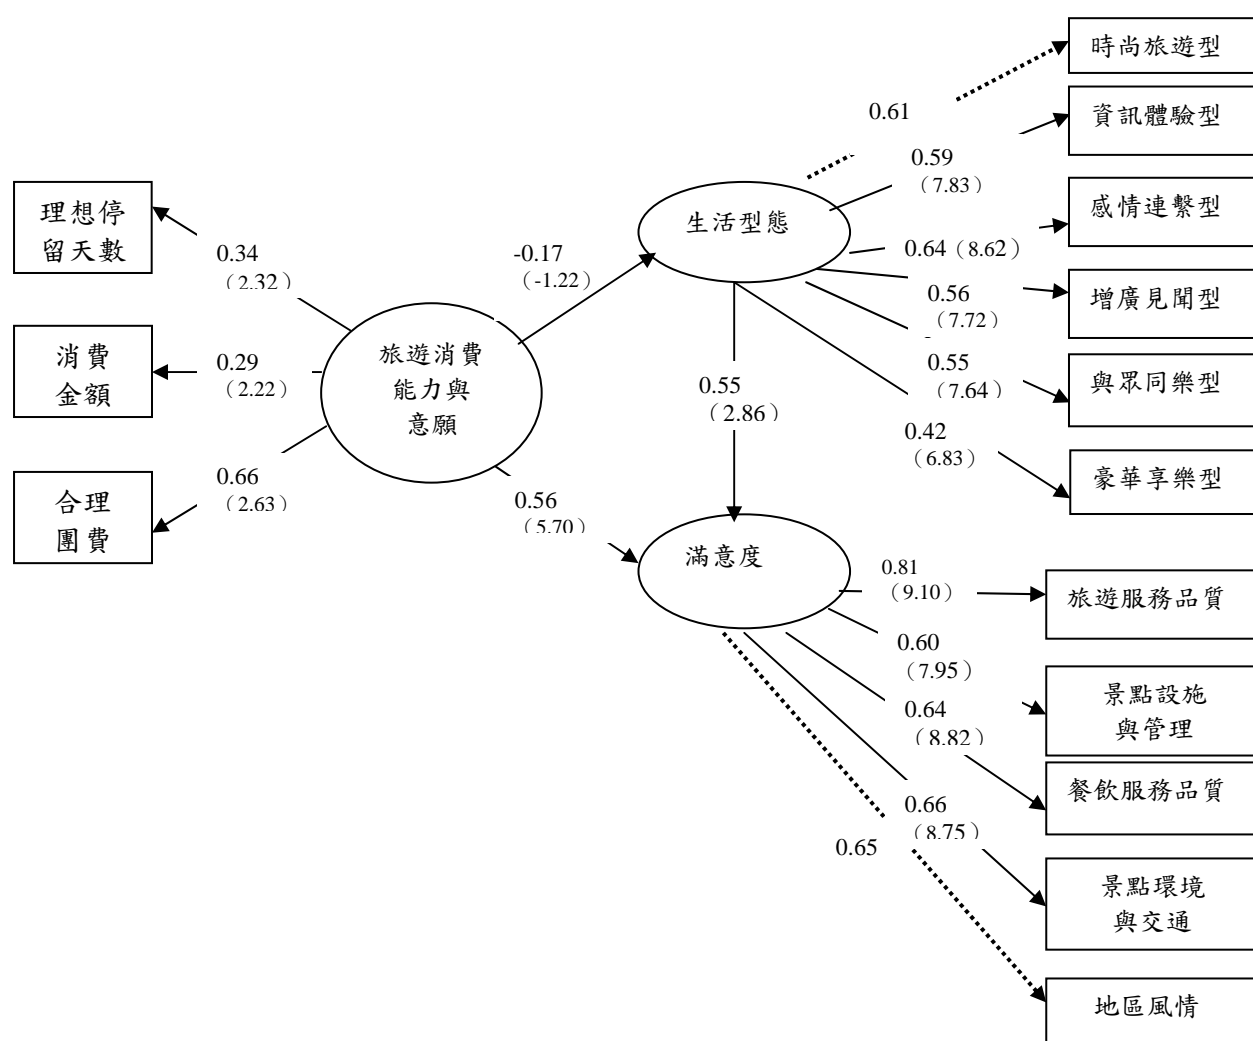 時尚旅遊型
0.61
資訊體驗型
0.59
（7.83）
理想停
留天數
0.34
（2.32）
生活型態
-0.17
（-1.22）
感情連繫型
0.64（8.62）
增廣見聞型
0.56
（7.72）
消費
金額
0.29
（2.22）
旅遊消費
能力與
意願
0.55
（2.86）
與眾同樂型
0.55
（7.64）
0.42
（6.83）
豪華享樂型
合理
團費
0.66
（2.63）
0.56
（5.70）
滿意度
0.81
（9.10）
旅遊服務品質
0.60
（7.95）
景點設施
與管理
0.64
（8.82）
餐飲服務品質
0.66
（8.75）
0.65
景點環境
與交通
地區風情